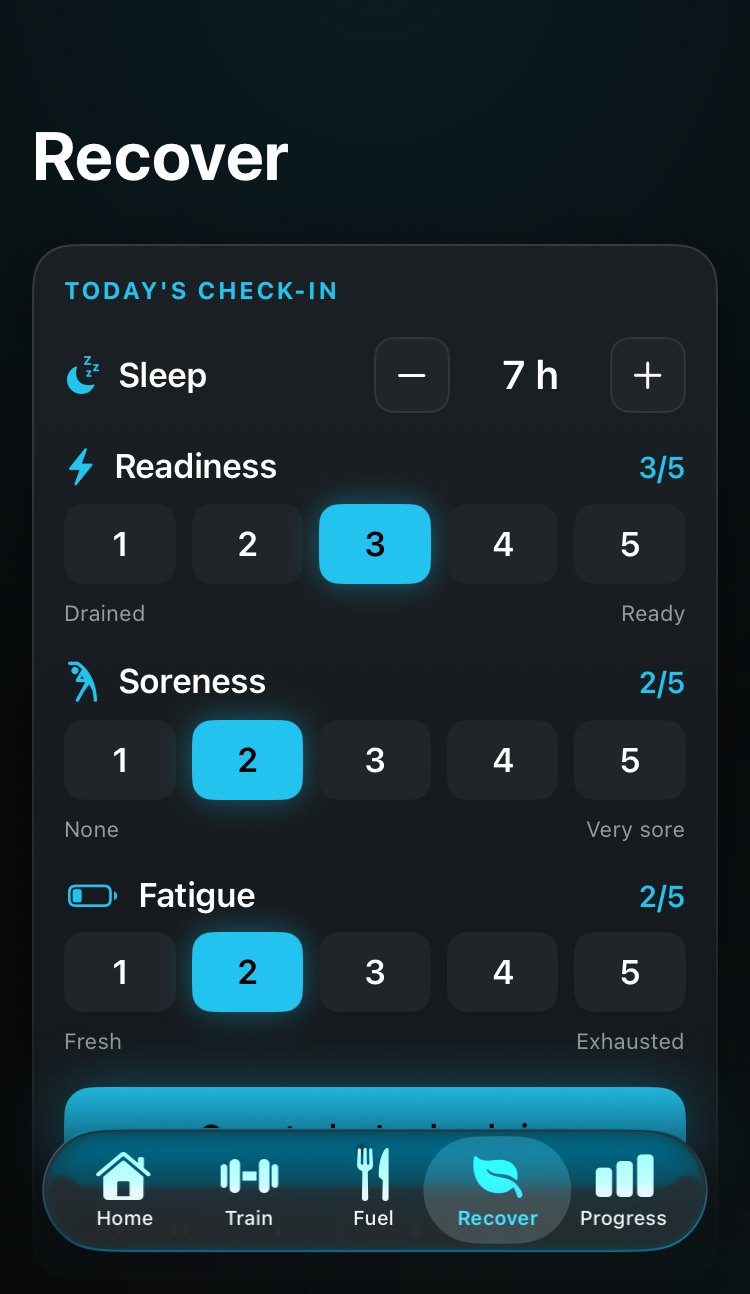 Recover
TODAY'S CHECK-IN
Sleep
7 h
Readiness
3/5
1 2 3 4 5
Drained Ready
Soreness
2/5
1 2 3 4 5
None Very sore
Fatigue
2/5
1 2 3 4 5
Fresh Exhausted
Home Train Fuel Recover Progress